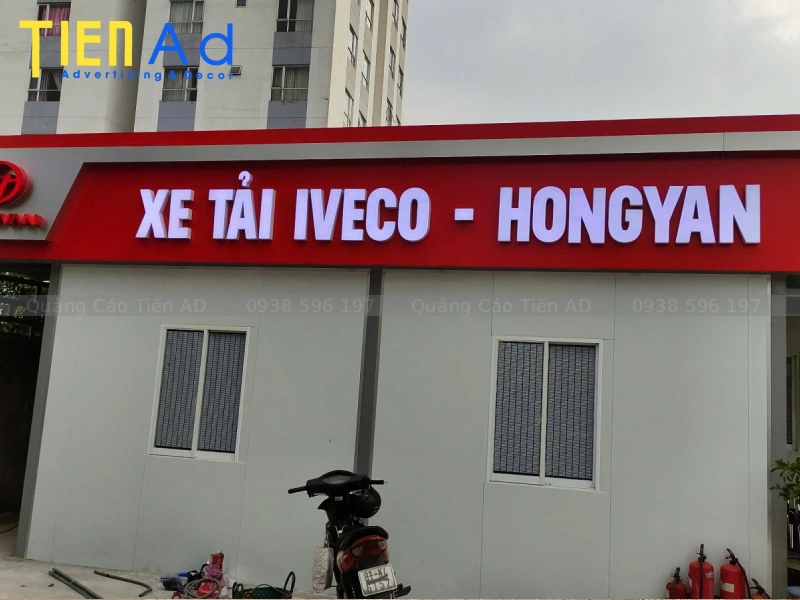 TIEN Ad
Advertising & Decor
XE TẢI IVECO - HONGYAN
Quảng Cáo Tiến AD 0938 596 197 Quảng Cáo Tiến AD 0938 596 197